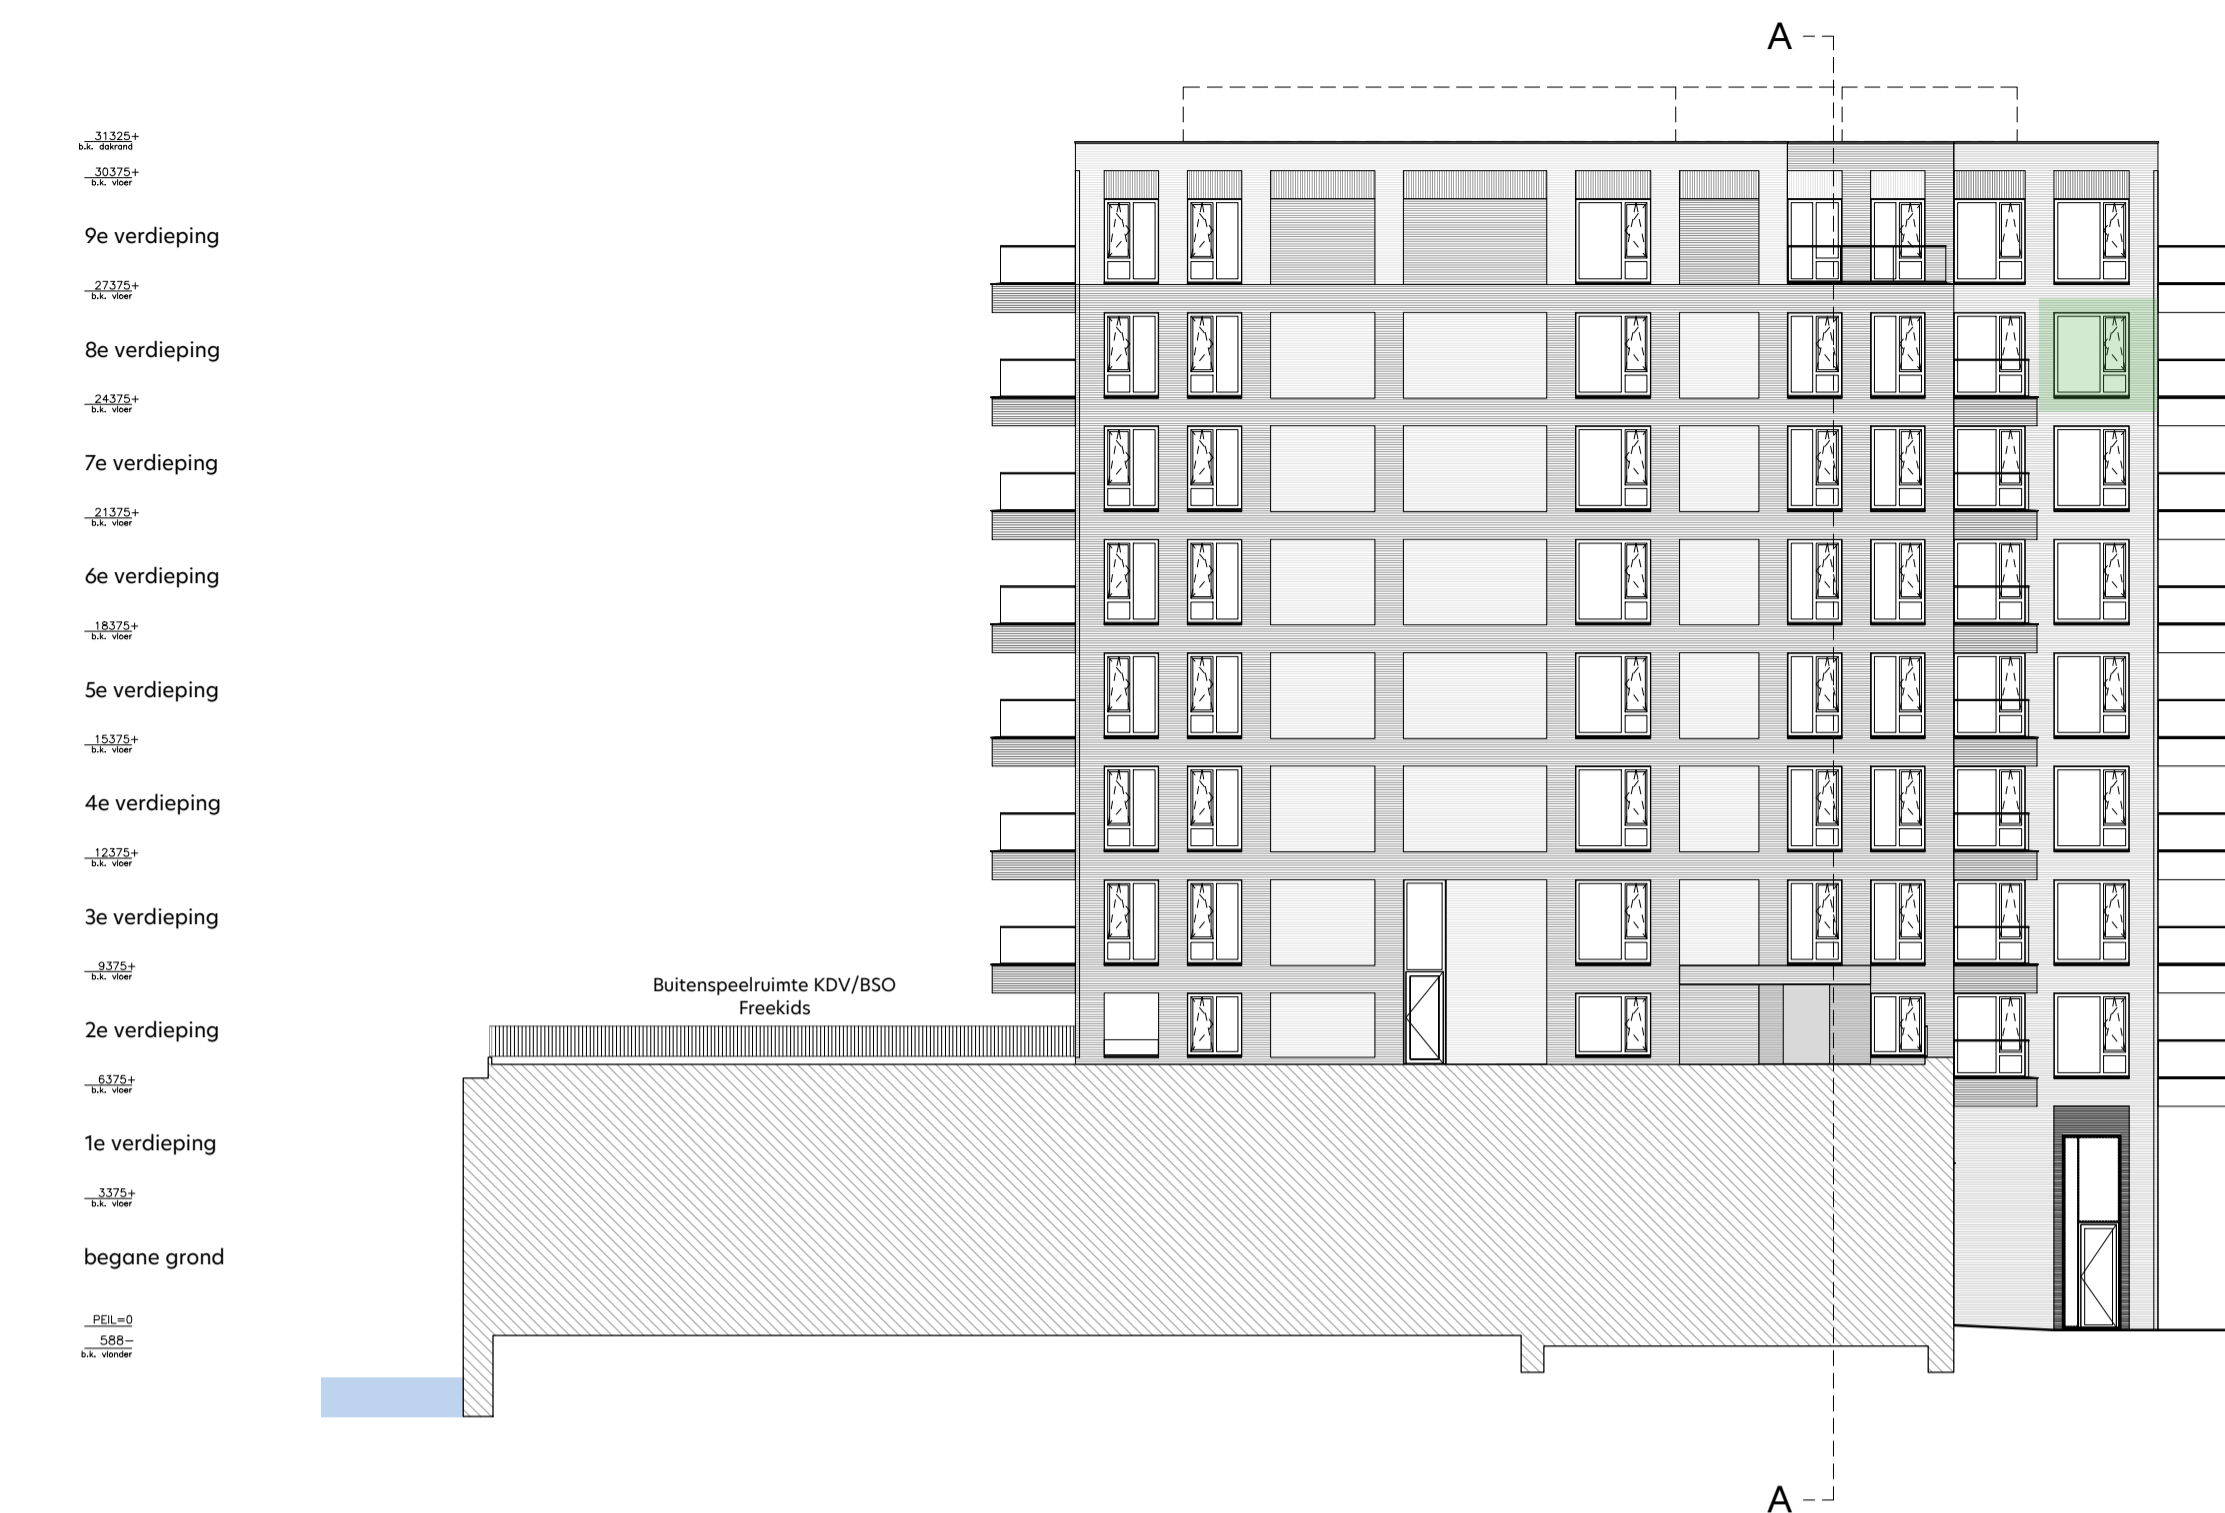 A
31325+
b.k. dakrand
30375+
b.k. vloer
9e verdieping
27375+
b.k. vloer
8e verdieping
24375+
b.k. vloer
7e verdieping
21375+
b.k. vloer
6e verdieping
18375+
b.k. vloer
5e verdieping
15375+
b.k. vloer
4e verdieping
12375+
b.k. vloer
3e verdieping
9375+
b.k. vloer
Buitenspeelruimte KDV/BSO
Freekids
2e verdieping
6375+
b.k. vloer
1e verdieping
3375+
b.k. vloer
begane grond
PEIL=0
588-
b.k. vlonder
A